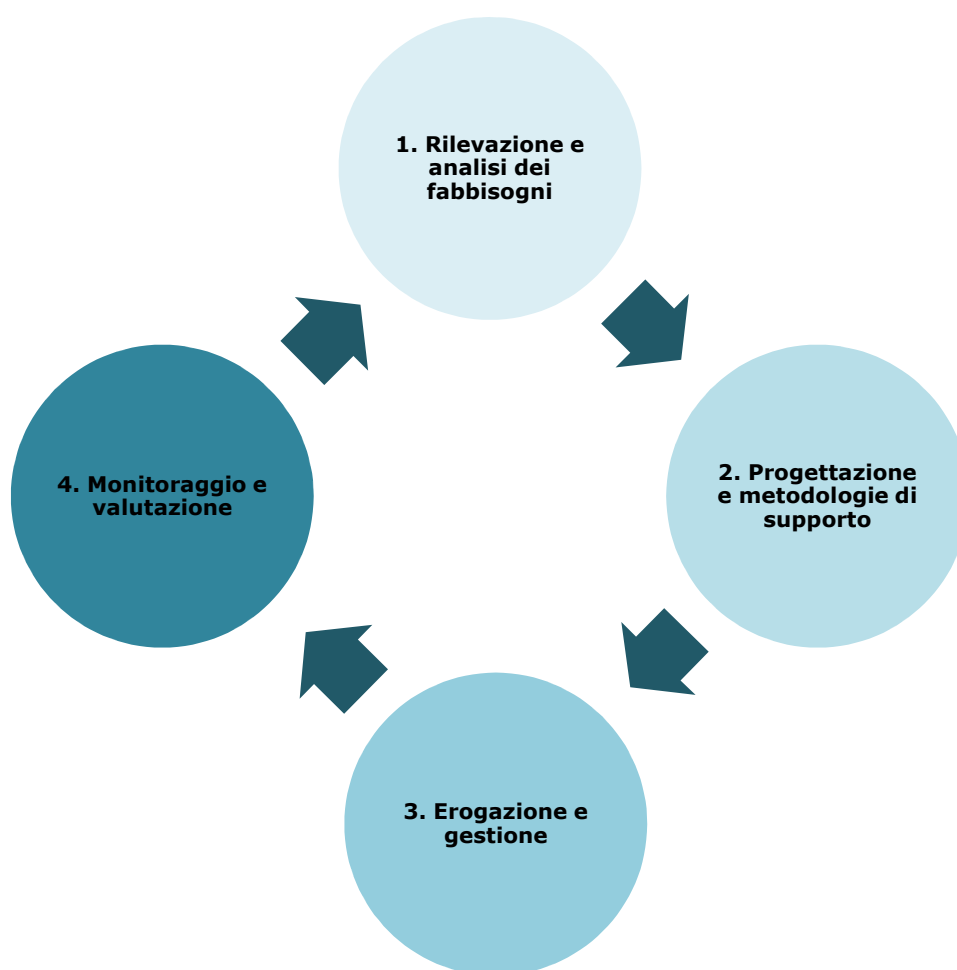 1. Rilevazione e
analisi dei
fabbisogni
2. Progettazione
e metodologie di
supporto
3. Erogazione e
gestione
4. Monitoraggio e
valutazione